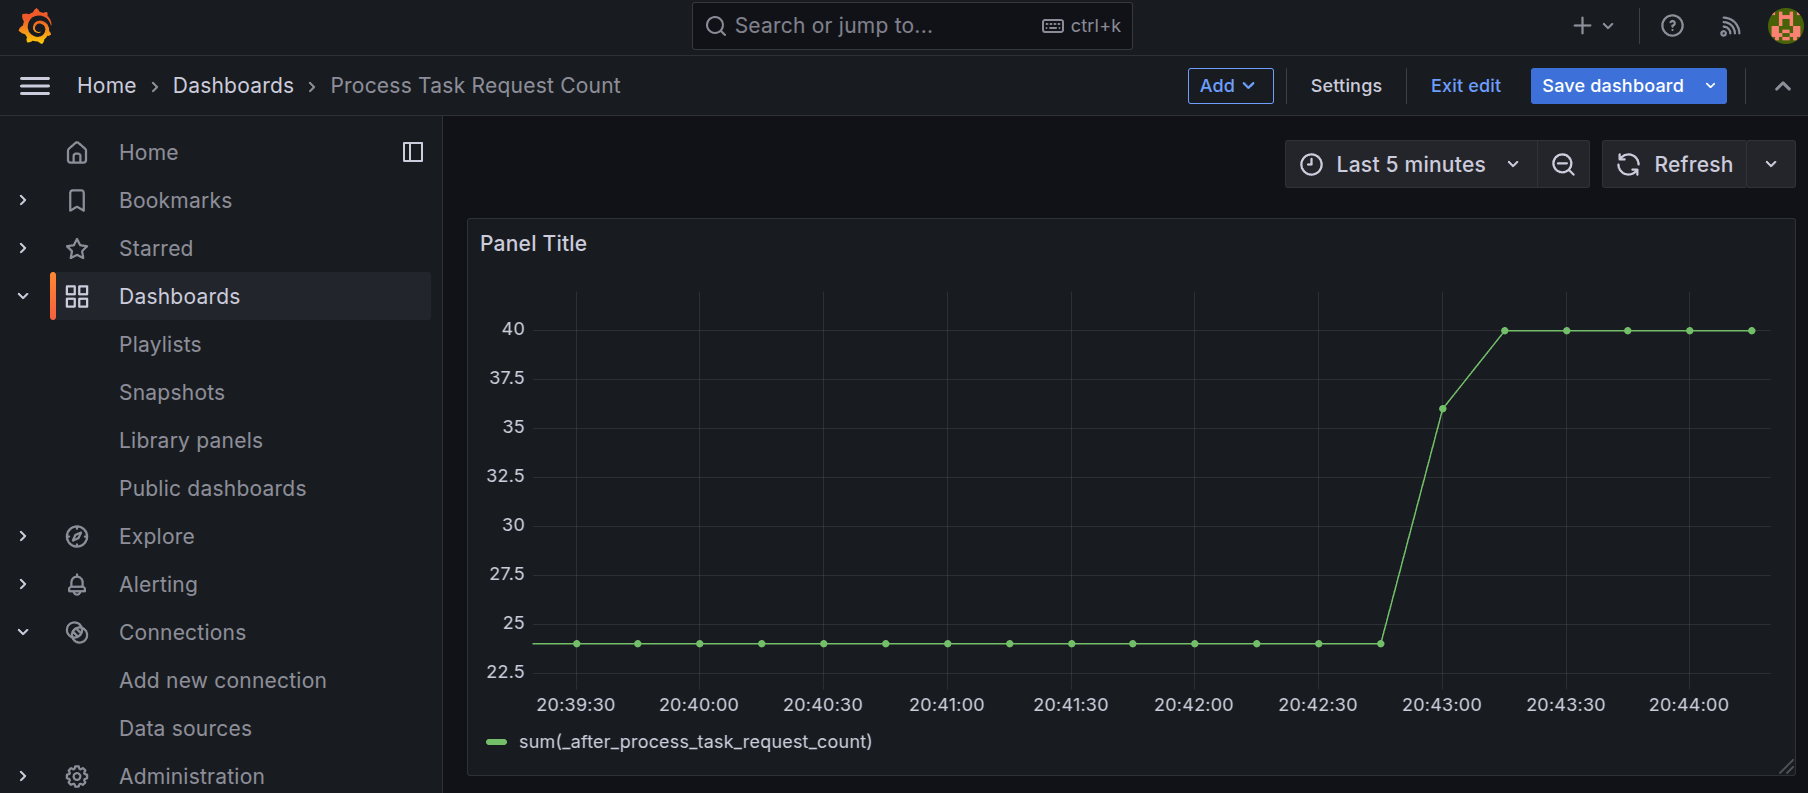 Search or jump to... ctrl+k
Home › Dashboards › Process Task Request Count
Add Settings Exit edit Save dashboard
Home
Bookmarks
Starred
Dashboards
Playlists
Snapshots
Library panels
Public dashboards
Explore
Alerting
Connections
Add new connection
Data sources
Administration
Last 5 minutes Refresh
Panel Title
40
37.5
35
32.5
30
27.5
25
22.5
20:39:30 20:40:00 20:40:30 20:41:00 20:41:30 20:42:00 20:42:30 20:43:00 20:43:30 20:44:00
sum(_after_process_task_request_count)